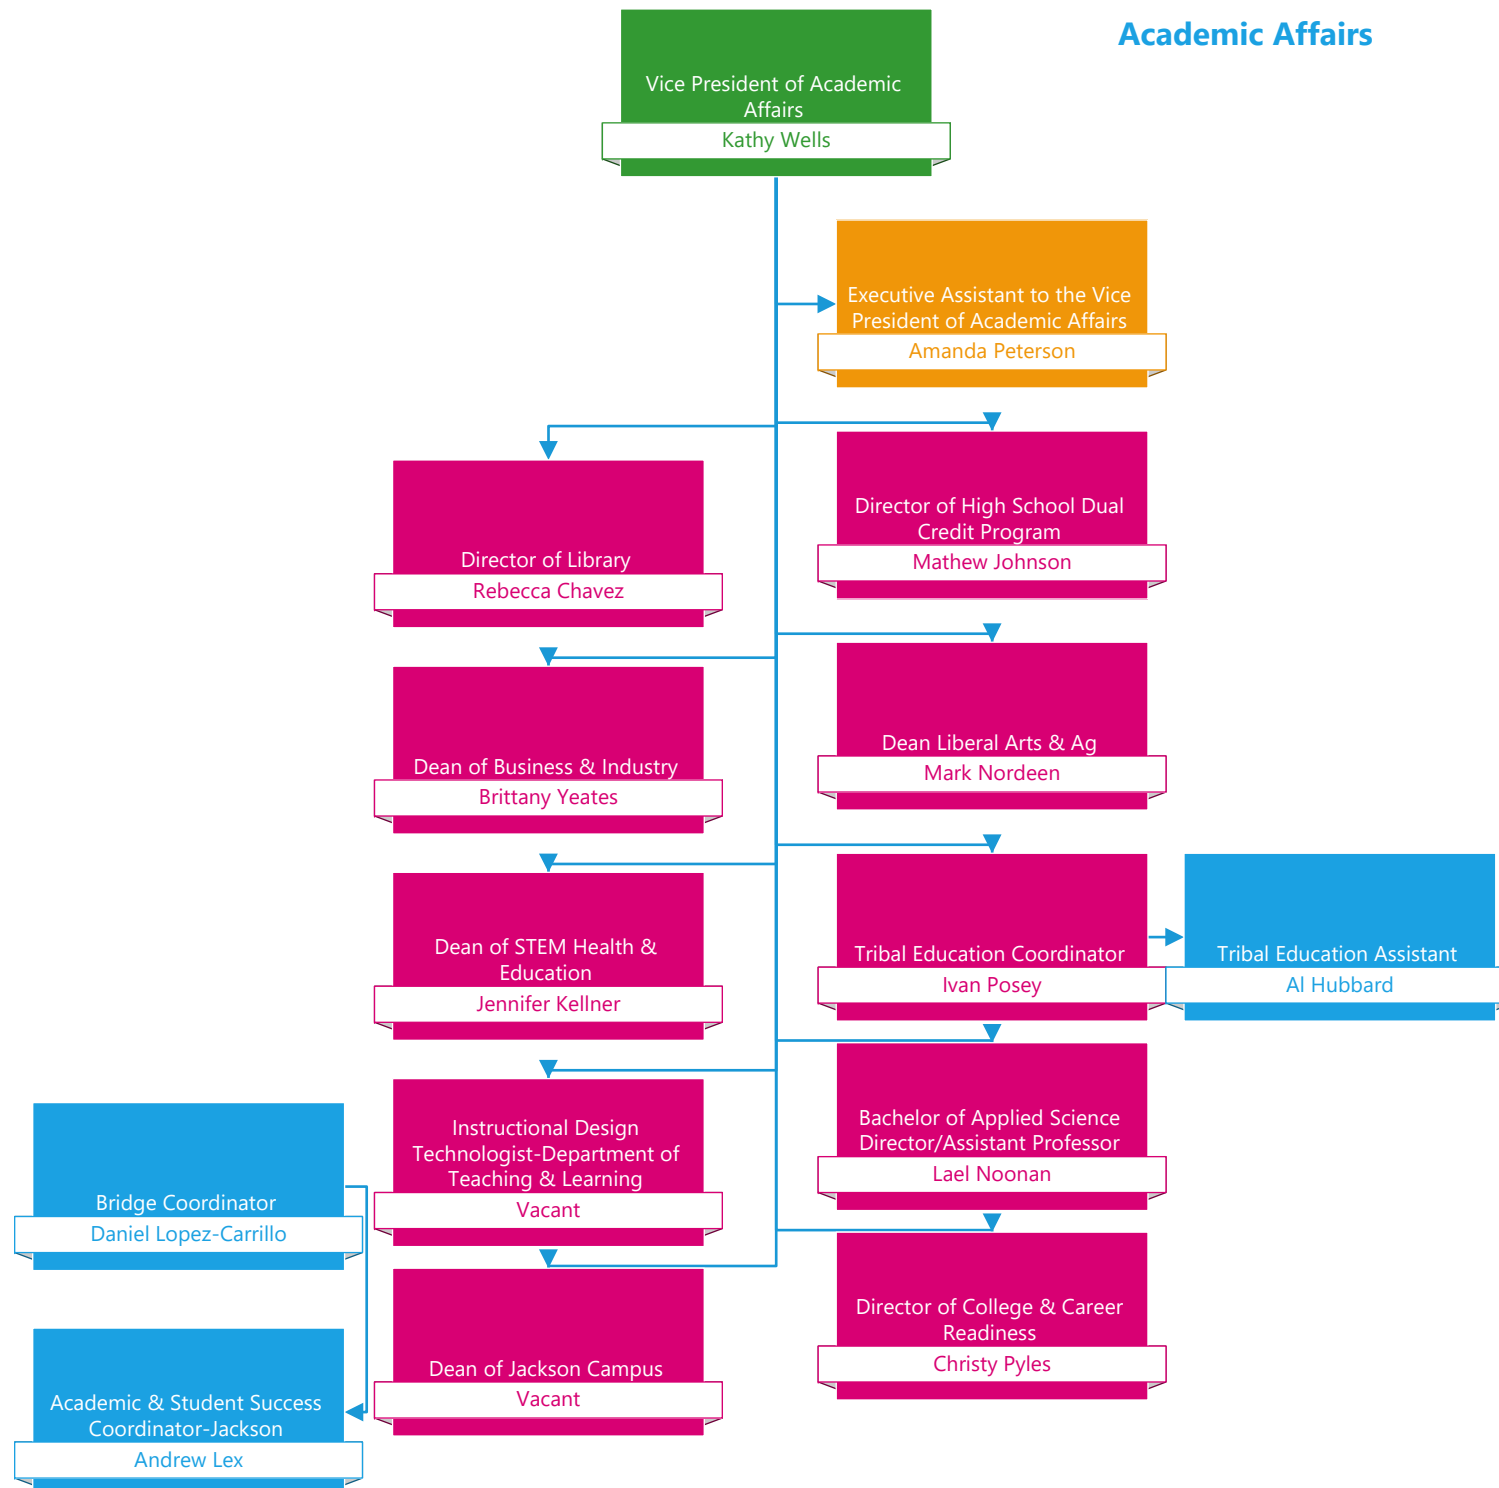 Academic Affairs
Vice President of Academic
Affairs
Kathy Wells
Executive Assistant to the Vice
President of Academic Affairs
Amanda Peterson
Director of Library
Rebecca Chavez
Director of High School Dual
Credit Program
Mathew Johnson
Dean of Business & Industry
Brittany Yeates
Dean Liberal Arts & Ag
Mark Nordeen
Dean of STEM Health &
Education
Jennifer Kellner
Tribal Education Coordinator
Ivan Posey
Tribal Education Assistant
Al Hubbard
Instructional Design
Technologist-Department of
Teaching & Learning
Vacant
Bachelor of Applied Science
Director/Assistant Professor
Lael Noonan
Bridge Coordinator
Daniel Lopez-Carrillo
Dean of Jackson Campus
Vacant
Director of College & Career
Readiness
Christy Pyles
Academic & Student Success
Coordinator-Jackson
Andrew Lex